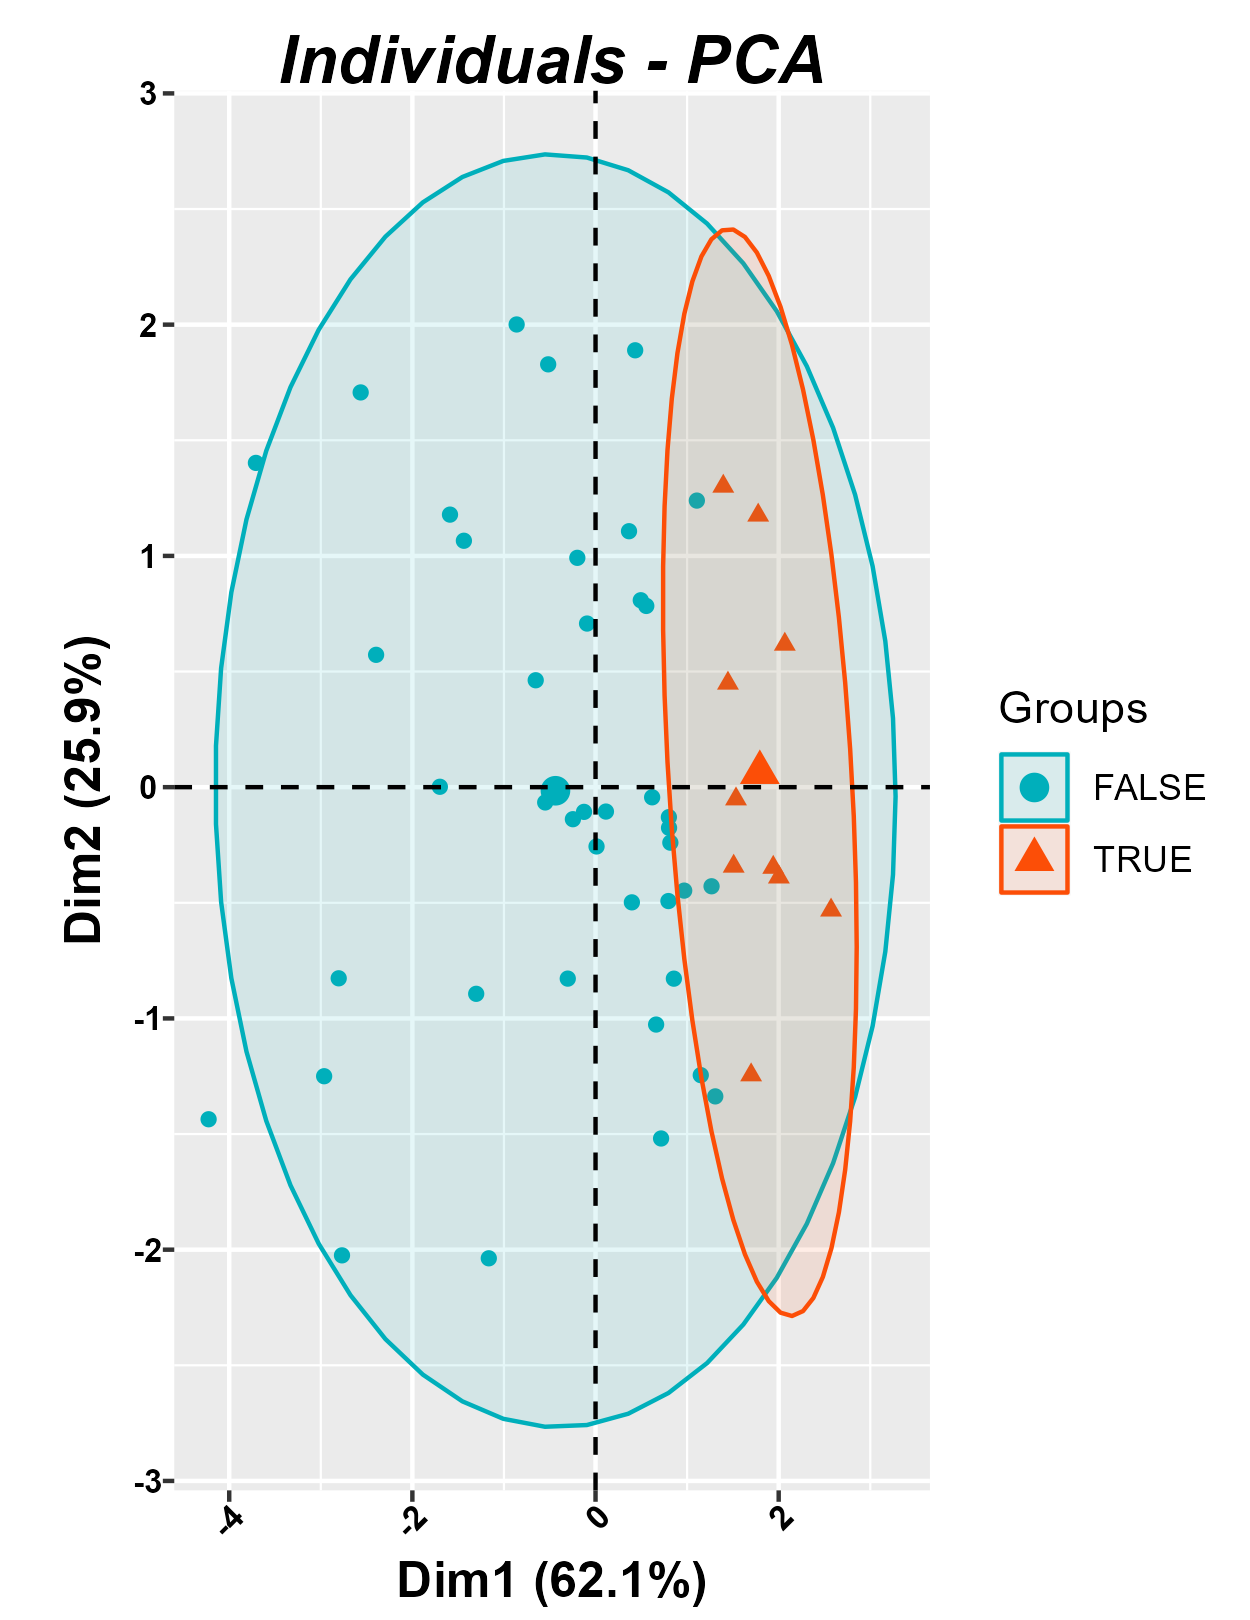 Individuals - PCA
3
2
1
0
-1
-2
-3
Dim2 (25.9%)
-4
-2
0
2
Dim1 (62.1%)
Groups
FALSE
TRUE